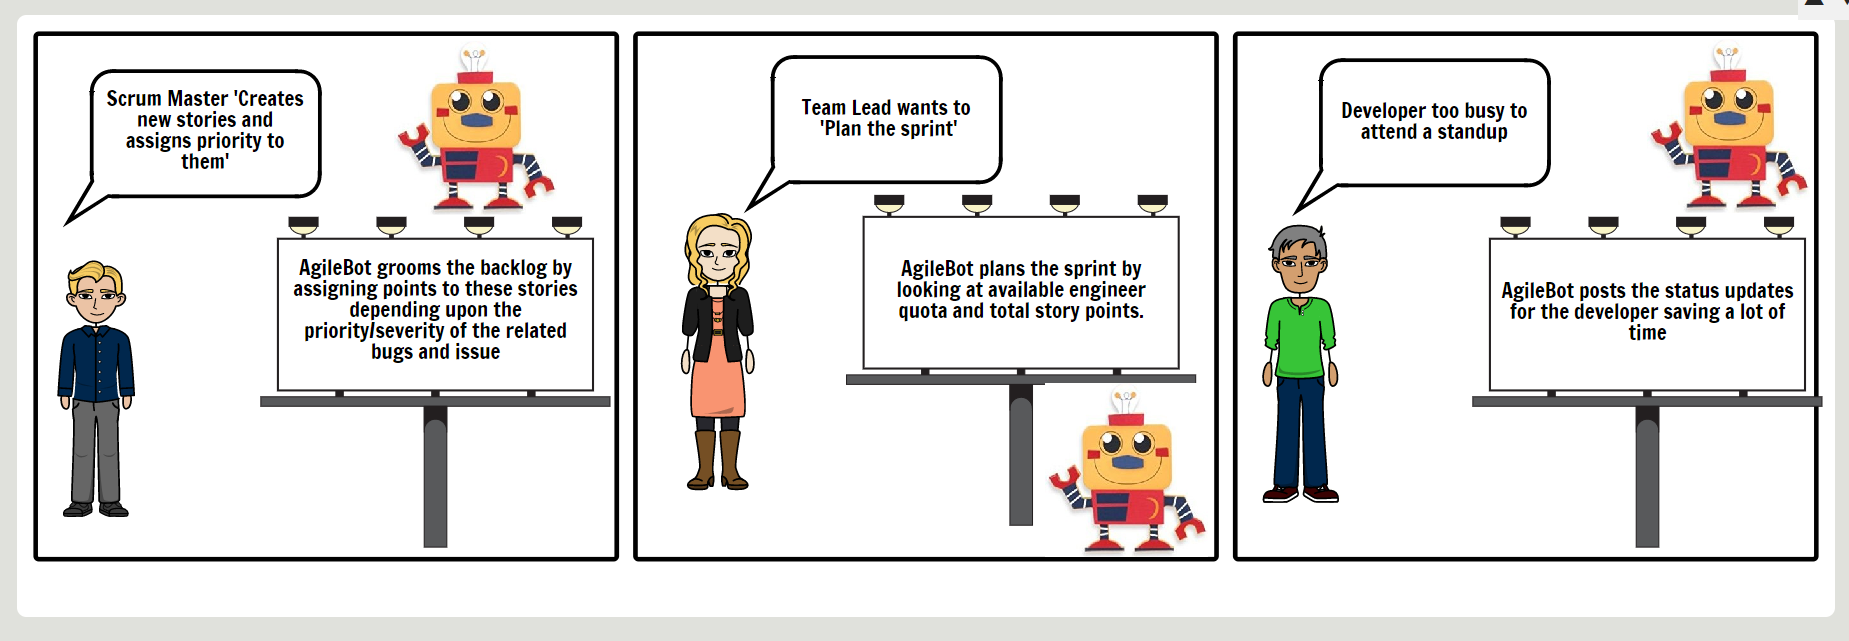 Scrum Master 'Creates
new stories and
assigns priority to
them'
AgileBot grooms the backlog by
assigning points to these stories
depending upon the
priority/severity of the related
bugs and issue
Team Lead wants to
'Plan the sprint'
AgileBot plans the sprint by
looking at available engineer
quota and total story points.
Developer too busy to
attend a standup
AgileBot posts the status updates
for the developer saving a lot of
time